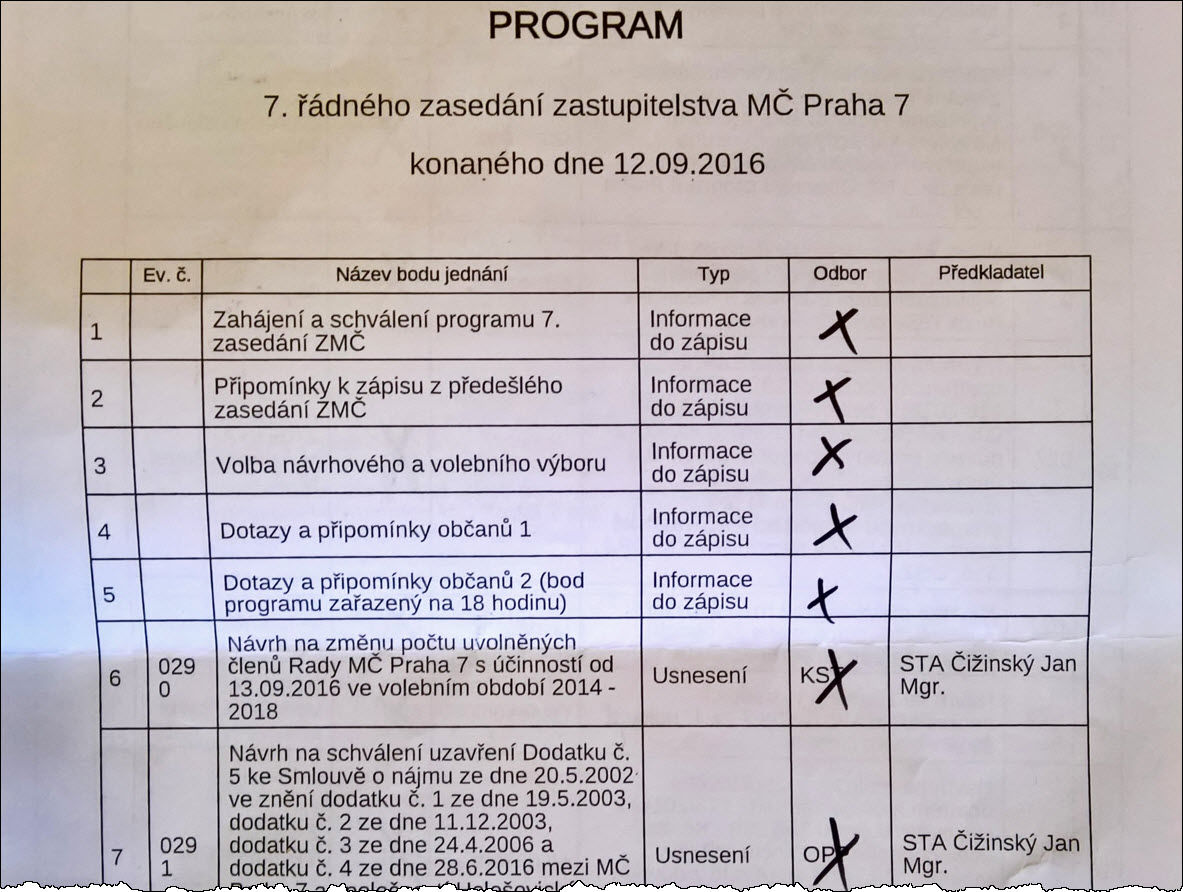 PROGRAM
7. řádného zasedání zastupitelstva MČ Praha 7
konaného dne 12.09.2016
Ev. č. Název bodu jednání Typ Odbor Předkladatel
1 Zahájení a schválení programu 7. zasedání ZMČ Informace do zápisu
2 Připomínky k zápisu z předešlého zasedání ZMČ Informace do zápisu
3 Volba návrhového a volebního výboru Informace do zápisu
4 Dotazy a připomínky občanů 1 Informace do zápisu
5 Dotazy a připomínky občanů 2 (bod programu zařazený na 18 hodinu) Informace do zápisu
6 0290 Návrh na změnu počtu uvolněných členů Rady MČ Praha 7 s účinností od 13.09.2016 ve volebním období 2014 - 2018 Usnesení STA Čižinský Jan Mgr.
7 0291 Návrh na schválení uzavření Dodatku č. 5 ke Smlouvě o nájmu ze dne 20.5.2002 ve znění dodatku č. 1 ze dne 19.5.2003, dodatku č. 2 ze dne 11.12.2003, dodatku č. 3 ze dne 24.4.2006 a dodatku č. 4 ze dne 28.6.2016 mezi MČ Usnesení STA Čižinský Jan Mgr.